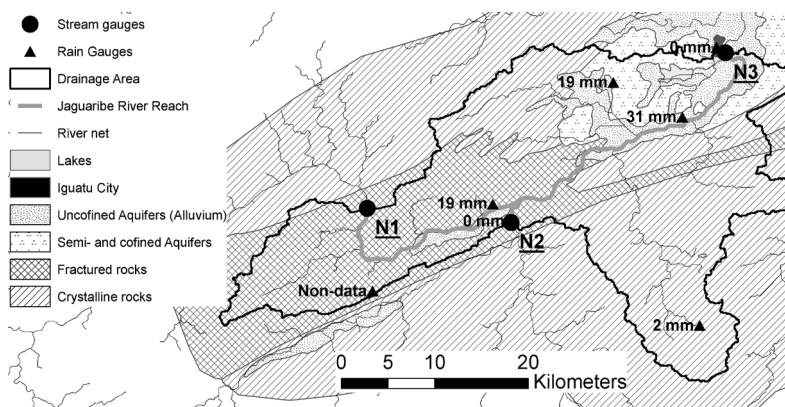 Stream gauges
Rain Gauges
Drainage Area
Jaguaribe River Reach
River net
Lakes
Iguatu City
Uncofined Aquifers (Alluvium)
Semi- and cofined Aquifers
Fractured rocks
Crystalline rocks
0 mm
N3
19 mm
31 mm
19 mm
N1
0 mm
N2
Non-data
2 mm
0 5 10 20
Kilometers